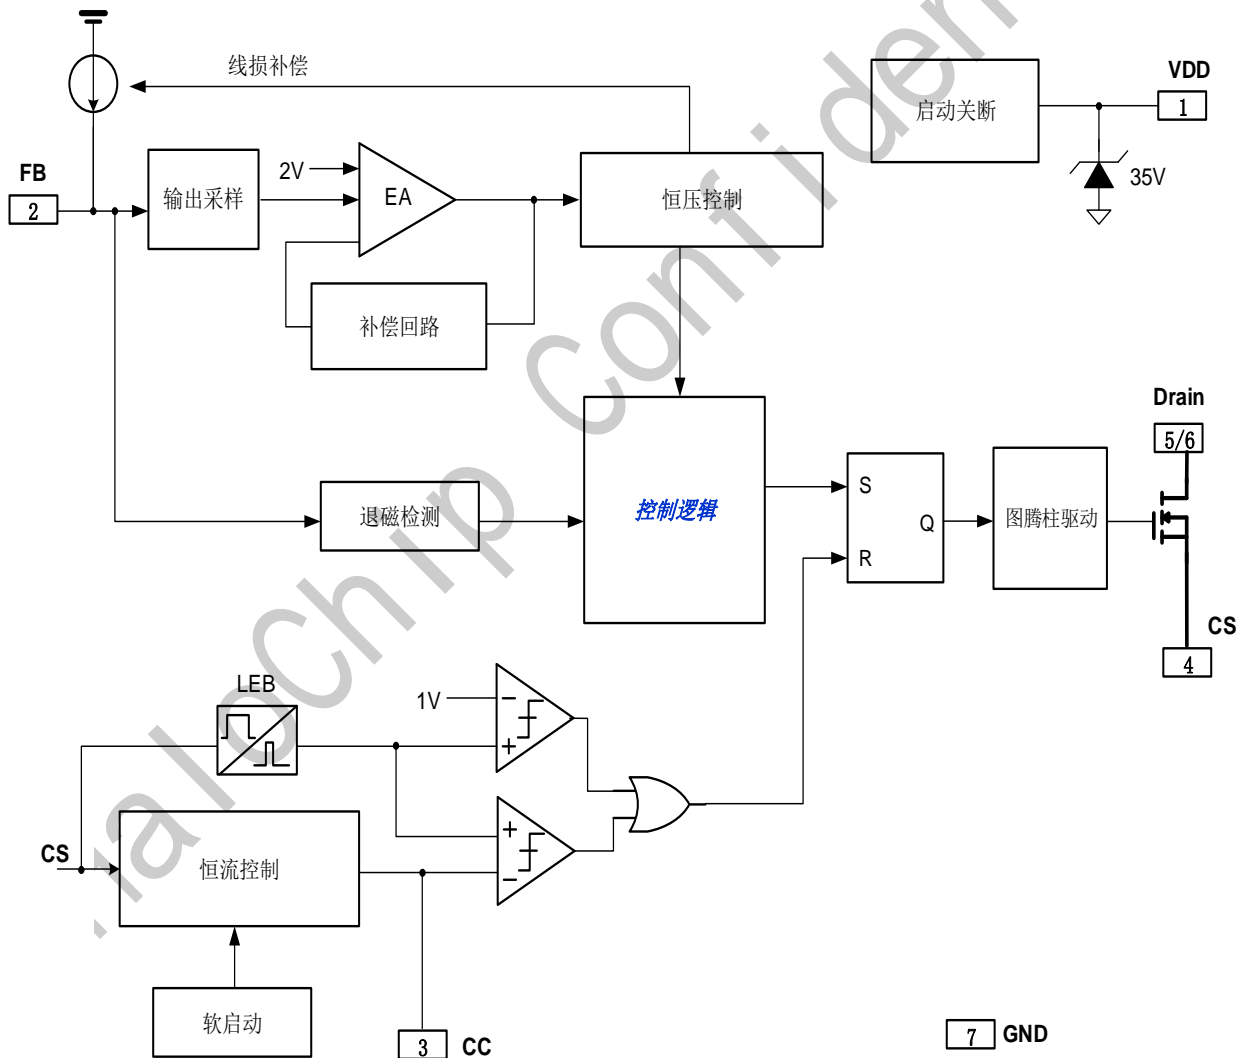 线损补偿
VDD
1
启动关断
35V
FB
2
输出采样
2V
EA
恒压控制
补偿回路
Drain
5/6
控制逻辑
退磁检测
S
Q
R
图腾柱驱动
CS
4
LEB
1V
-
+
+
-
CS
恒流控制
软启动
3
CC
7
GND
aloChip Confiden